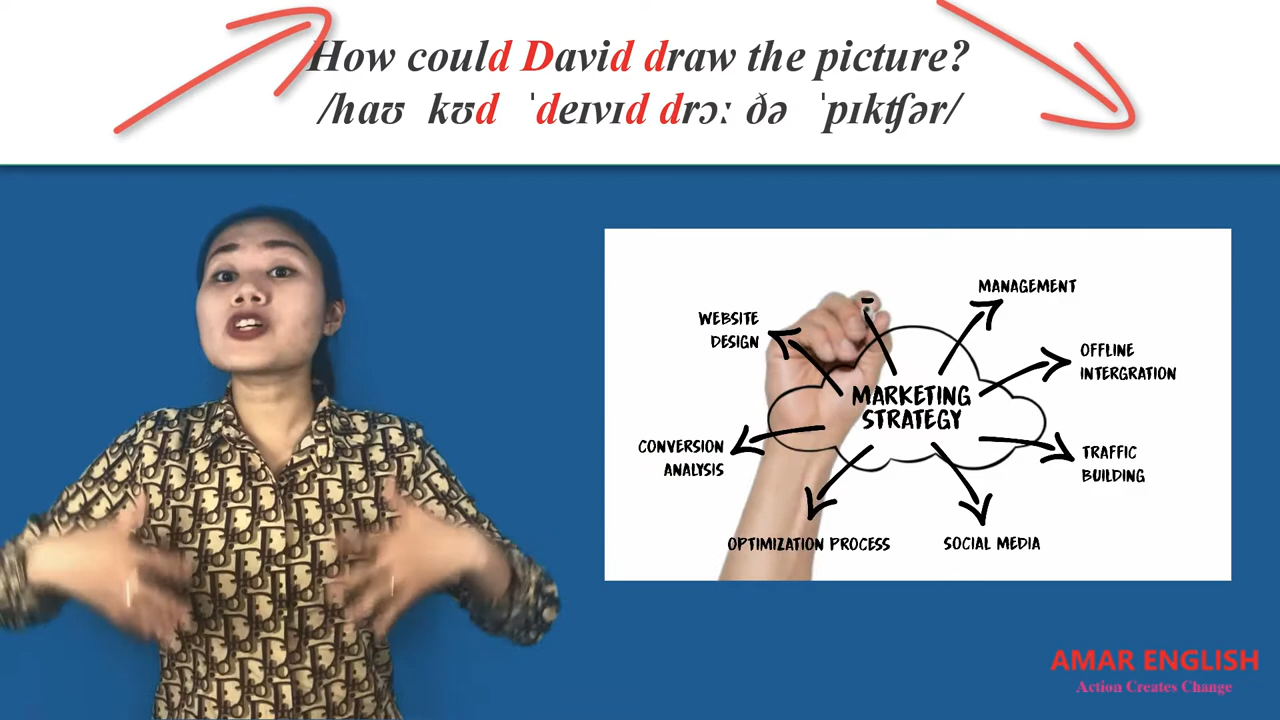 How could David draw the picture?
/haʊ kʊd ˈdeɪvɪd drɔː ðə ˈpɪkʧər/
MANAGEMENT
WEBSITE
DESIGN
OFFLINE
INTERGRATION
MARKETING
STRATEGY
CONVERSION
ANALYSIS
TRAFFIC
BUILDING
OPTIMIZATION PROCESS
SOCIAL MEDIA
AMAR ENGLISH
Action Creates Change